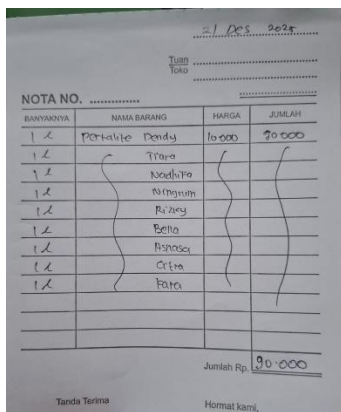 21 Des 2025
Tuan
Toko
NOTA NO.
BANYAKNYA NAMA BARANG HARGA JUMLAH
1 l Pertalite Dendy 10.000 90.000
1 l Tiara
1 l Nadhifa
1 l Ningrum
1 l Rizky
1 l Bella
1 l
1 l Citra
1 l Fara
Jumlah Rp. 90.000
Tanda Terima Hormat kami,